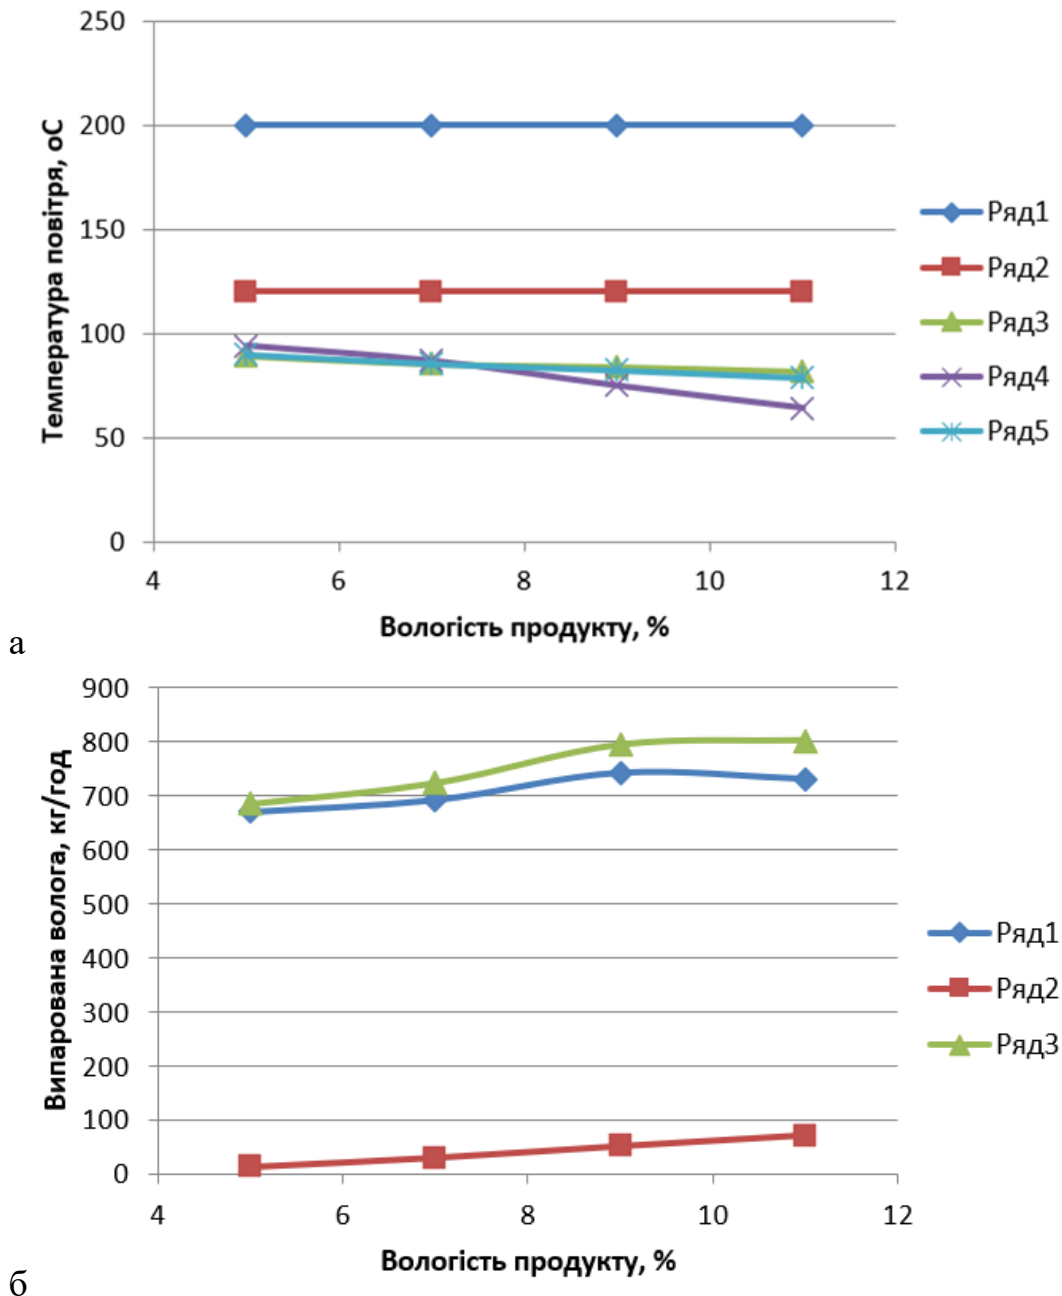 250
200
150
100
50
0
4 6 8 10 12
Температура повітря, оС
Вологість продукту, %
Ряд1
Ряд2
Ряд3
Ряд4
Ряд5
а
900
800
700
600
500
400
300
200
100
0
4 6 8 10 12
Випарована волога, кг/год
Вологість продукту, %
Ряд1
Ряд2
Ряд3
б